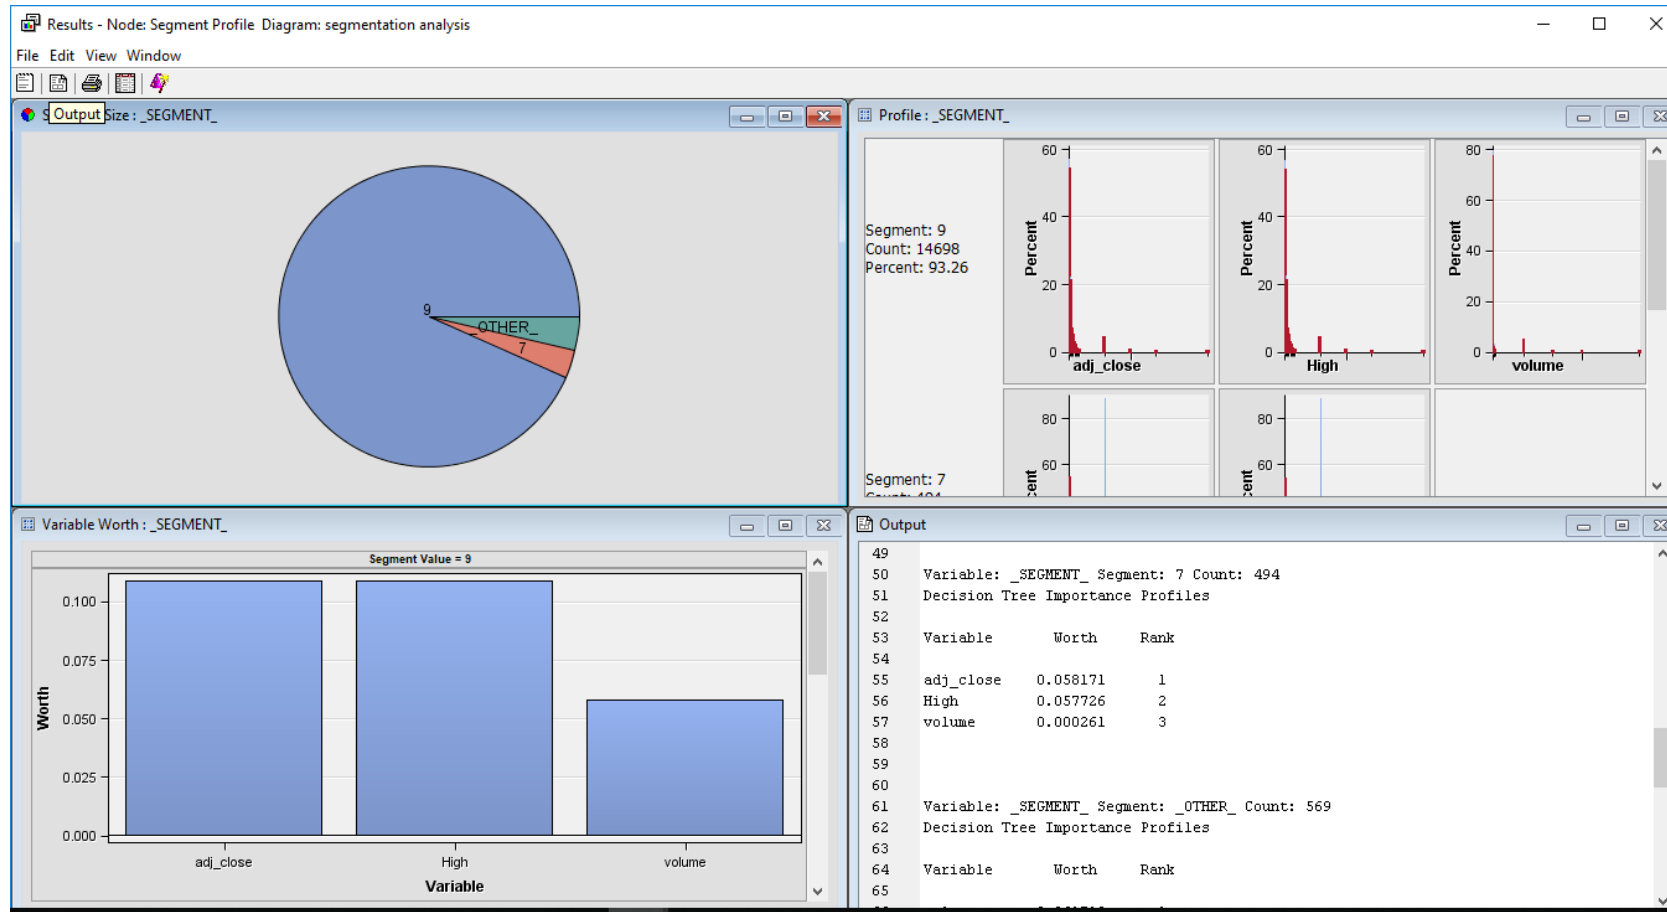 Results - Node: Segment Profile  Diagram: segmentation analysis
File  Edit  View  Window
Output
Size : _SEGMENT_
9
_OTHER_
7
Profile : _SEGMENT_
Segment: 9
Count: 14698
Percent: 93.26
60
40
20
0
Percent
adj_close
60
40
20
0
Percent
High
80
60
40
20
0
Percent
volume
Segment: 7
80
60
80
60
Variable Worth : _SEGMENT_
Segment Value = 9
0.100
0.075
0.050
0.025
0.000
Worth
adj_close  High  volume
Variable
Output
49
50  Variable: _SEGMENT_ Segment: 7 Count: 494
51  Decision Tree Importance Profiles
52
53  Variable  Worth  Rank
54
55  adj_close  0.058171  1
56  High  0.057726  2
57  volume  0.000261  3
58
59
60
61  Variable: _SEGMENT_ Segment: _OTHER_ Count: 569
62  Decision Tree Importance Profiles
63
64  Variable  Worth  Rank
65